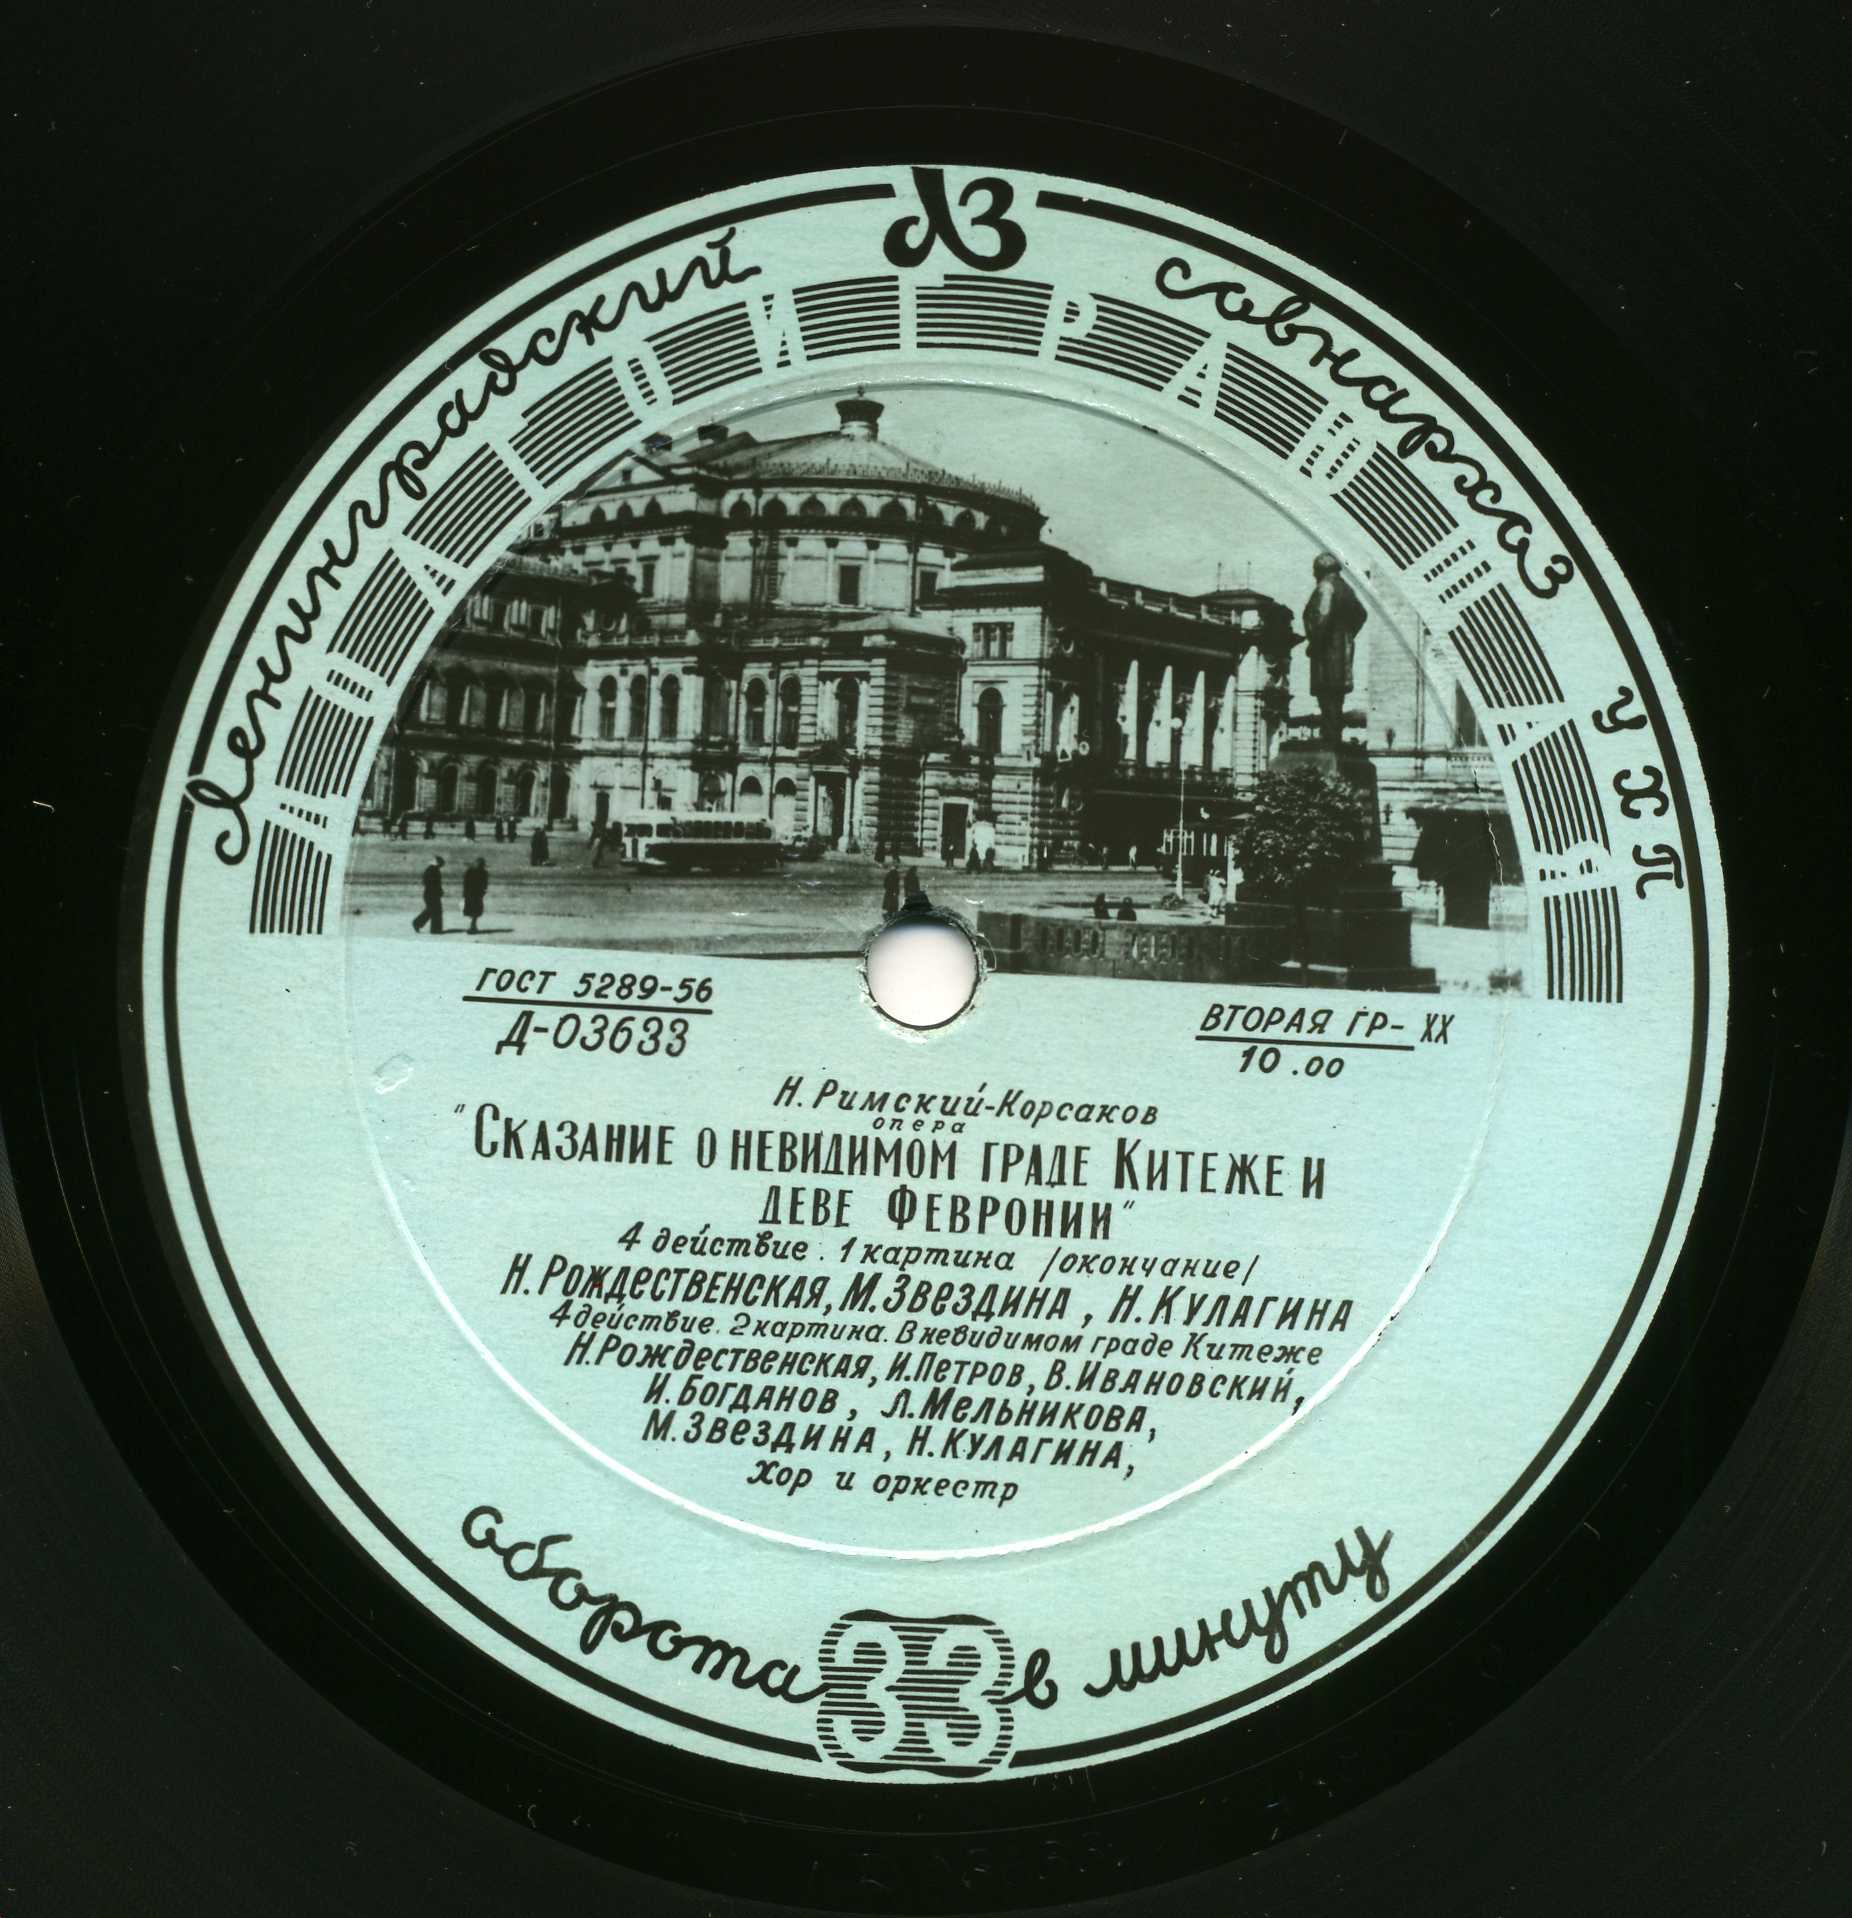 ЛЗ
Ленинградский совнархоз УХП
ДОЛГОИГРАЮЩАЯ
ГОСТ 5289-56
Д-03633
ВТОРАЯ ГР- XX
10.00
Н. Римский-Корсаков
опера
"Сказание о невидимом граде Китеже и
деве Февронии"
4 действие. 1 картина /окончание/
Н. Рождественская, М. Звездина, Н. Кулагина
4 действие. 2 картина. В невидимом граде Китеже
Н. Рождественская, И. Петров, В. Ивановский,
И. Богданов, Л. Мельникова,
М. Звездина, Н. Кулагина,
Хор и оркестр
33 оборота в минуту